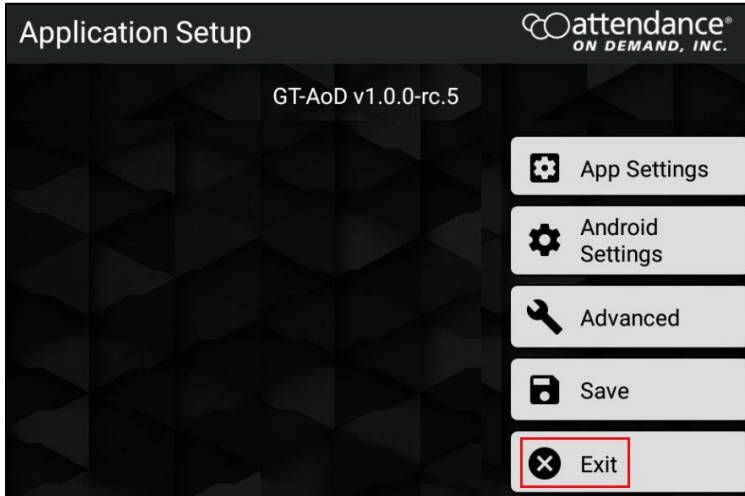 Application Setup
attendance®
ON DEMAND, INC.
GT-AoD v1.0.0-rc.5
App Settings
Android
Settings
Advanced
Save
Exit